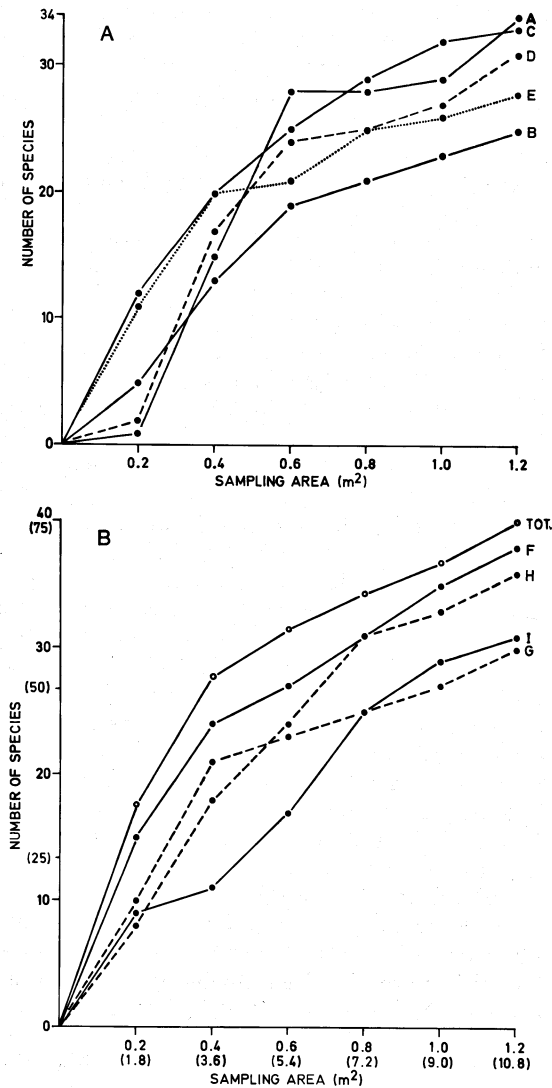 34
A
A
C
30
D
E
B
20
10
0
NUMBER OF SPECIES
0.2 0.4 0.6 0.8 1.0 1.2
SAMPLING AREA (m²)
40
(75)
B
TOT.
F
H
30
I
G
(50)
20
(25)
10
0
NUMBER OF SPECIES
0.2 0.4 0.6 0.8 1.0 1.2
(1.8) (3.6) (5.4) (7.2) (9.0) (10.8)
SAMPLING AREA (m²)